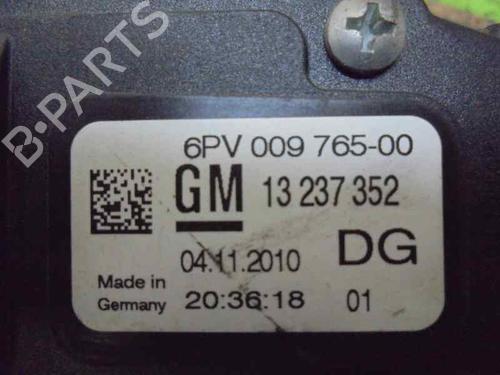 B-PARTS
6PV 009 765-00
GM 13 237 352
04.11.2010 DG
Made in
Germany 20:36:18 01